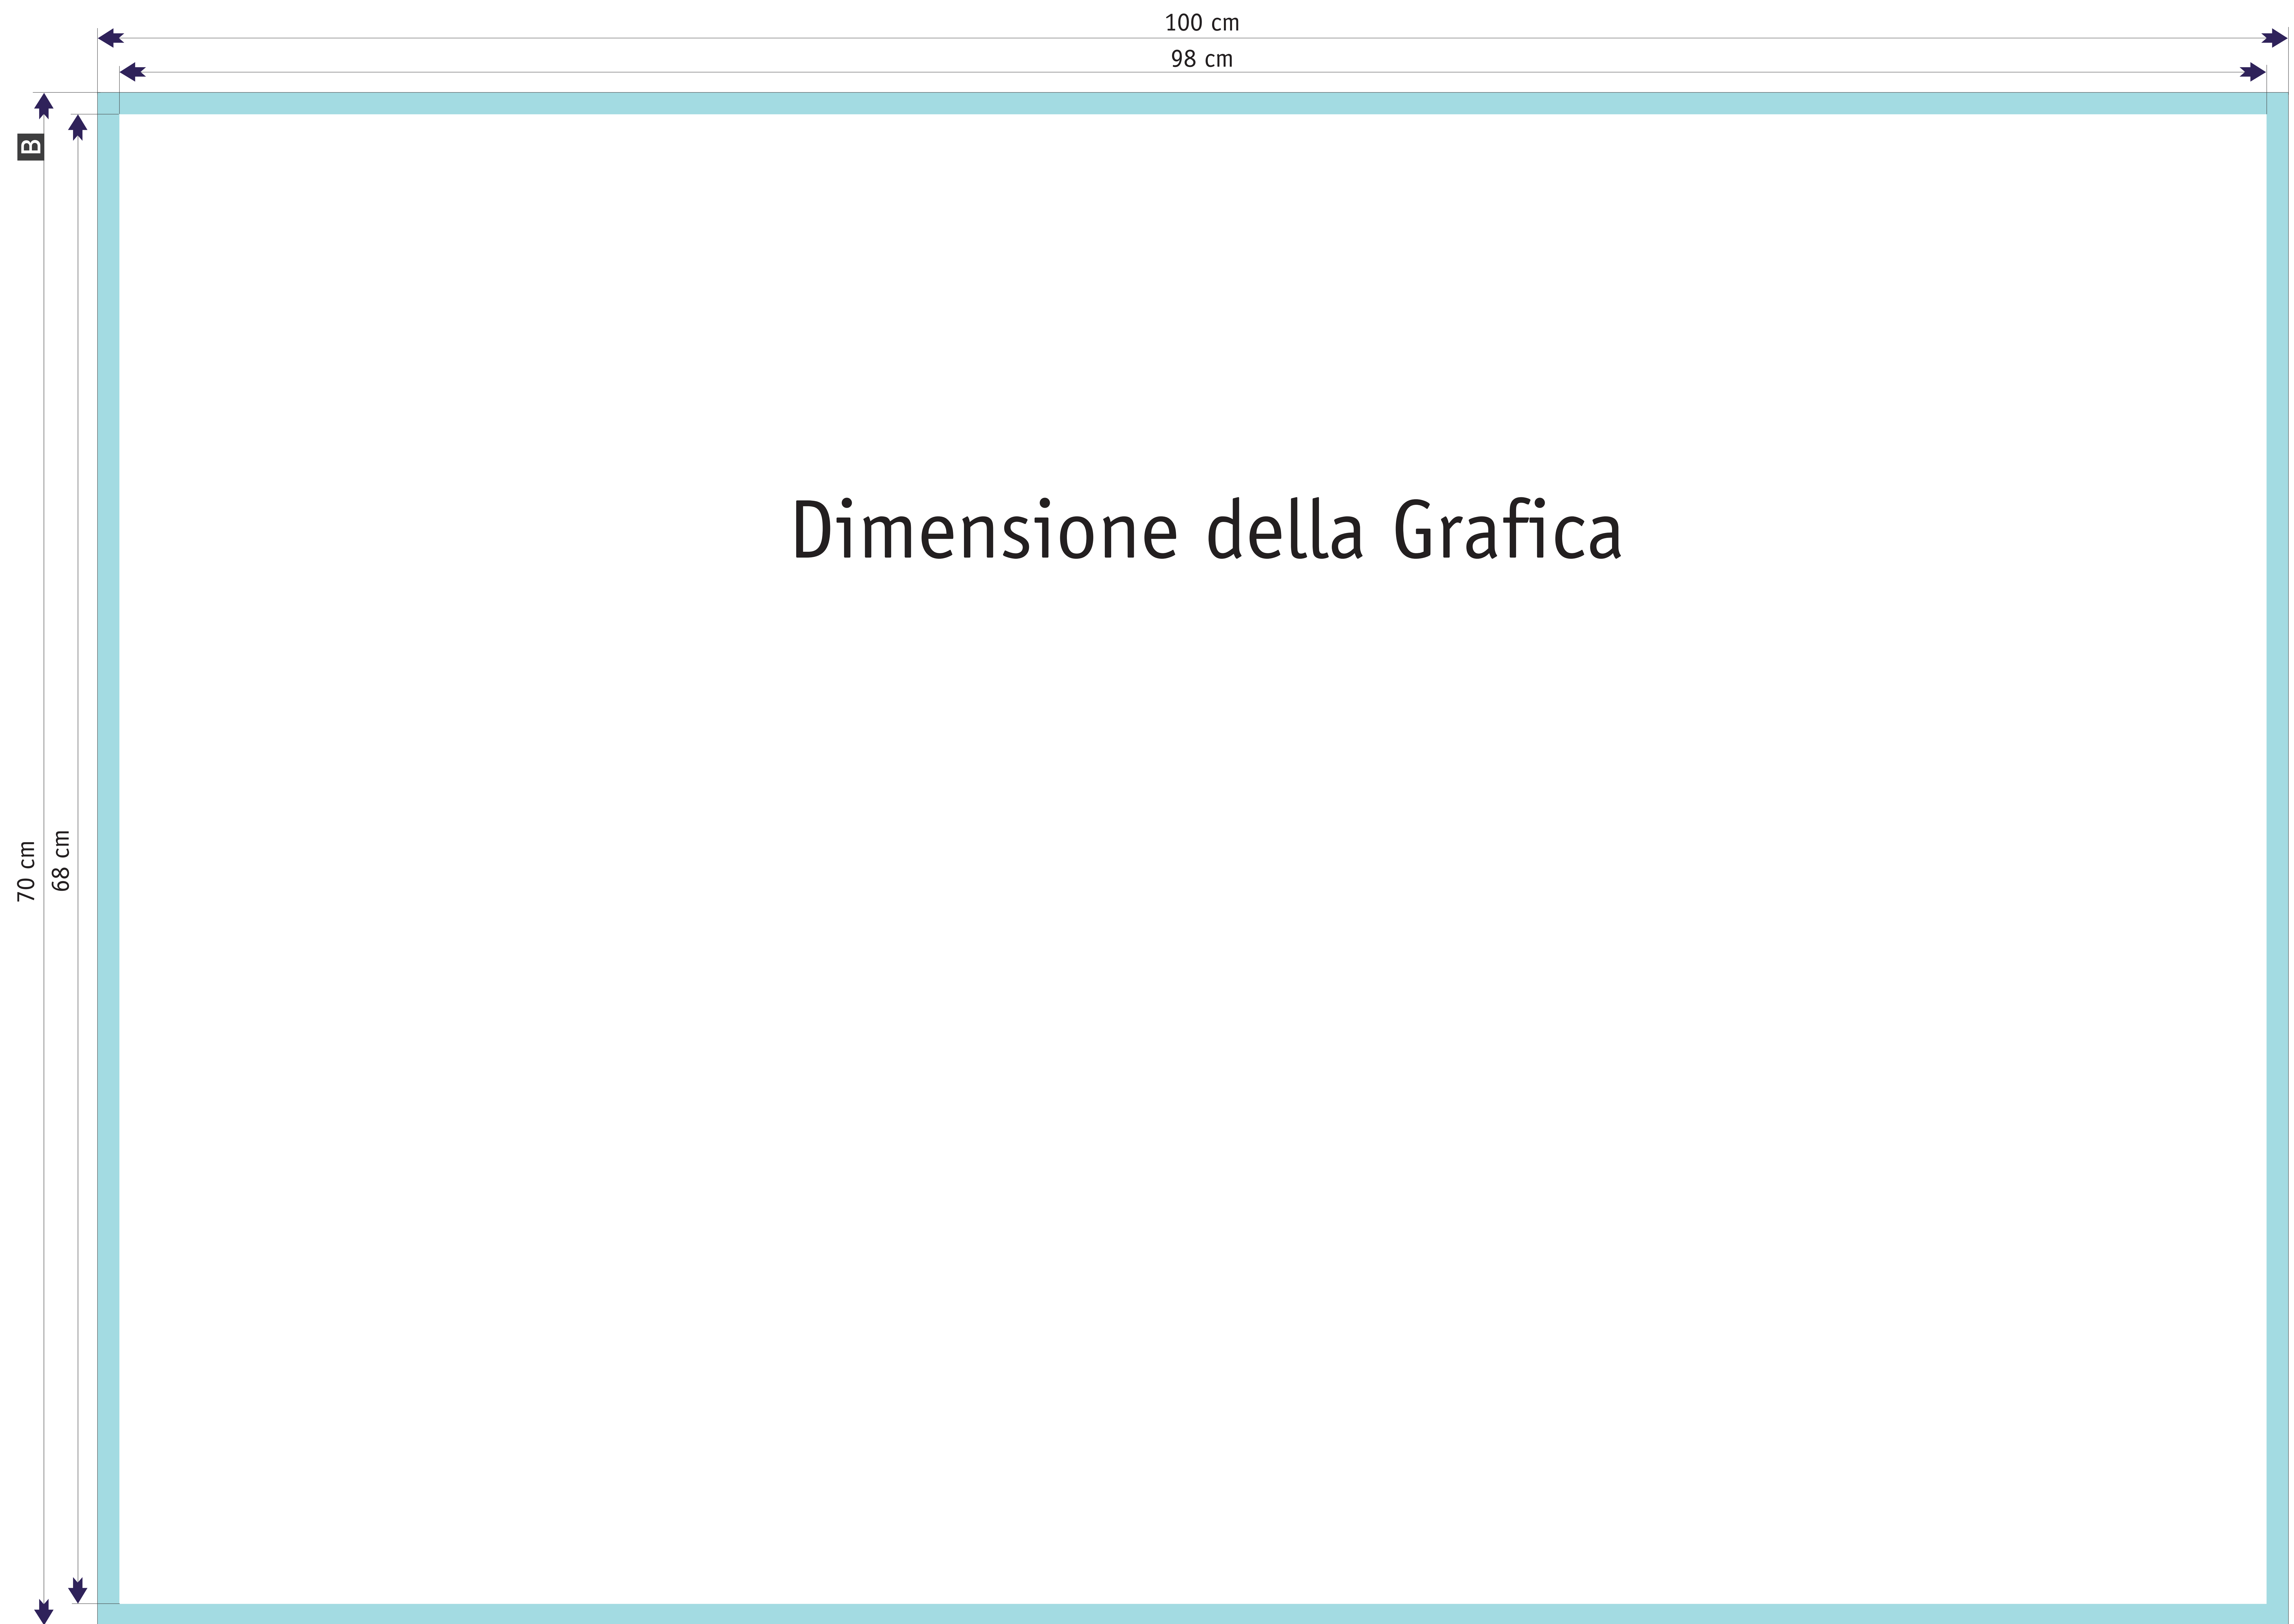 100 cm
98 cm
B
Dimensione della Grafica
70 cm
68 cm